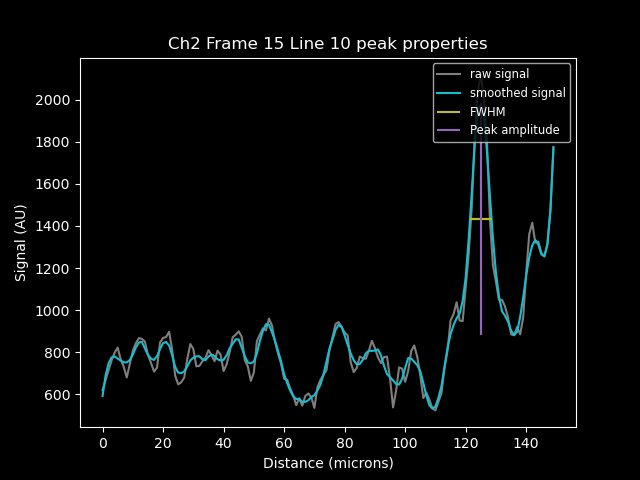 Ch2 Frame 15 Line 10 peak properties
raw signal
smoothed signal
FWHM
Peak amplitude
Signal (AU)
2000
1800
1600
1400
1200
1000
800
600
0 20 40 60 80 100 120 140
Distance (microns)